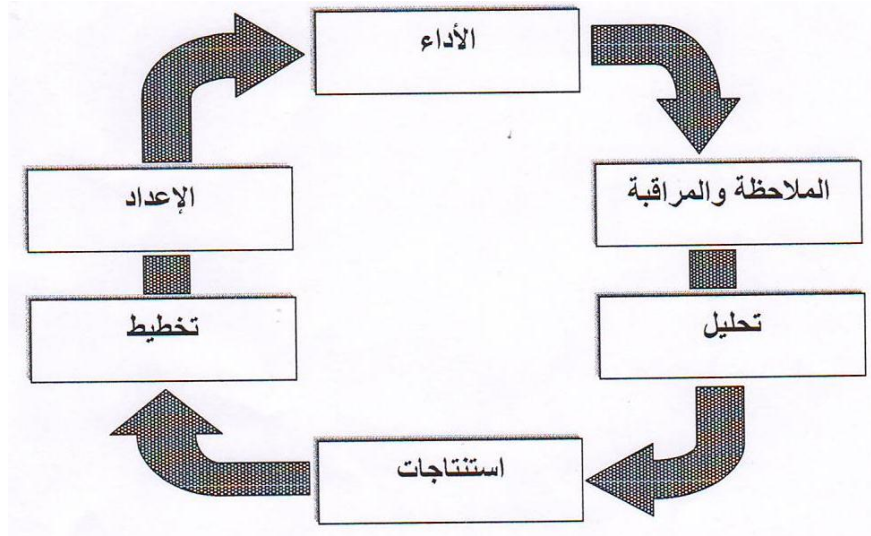 الأداء
الملاحظة والمراقبة
الإعداد
تحليل
تخطيط
استنتاجات